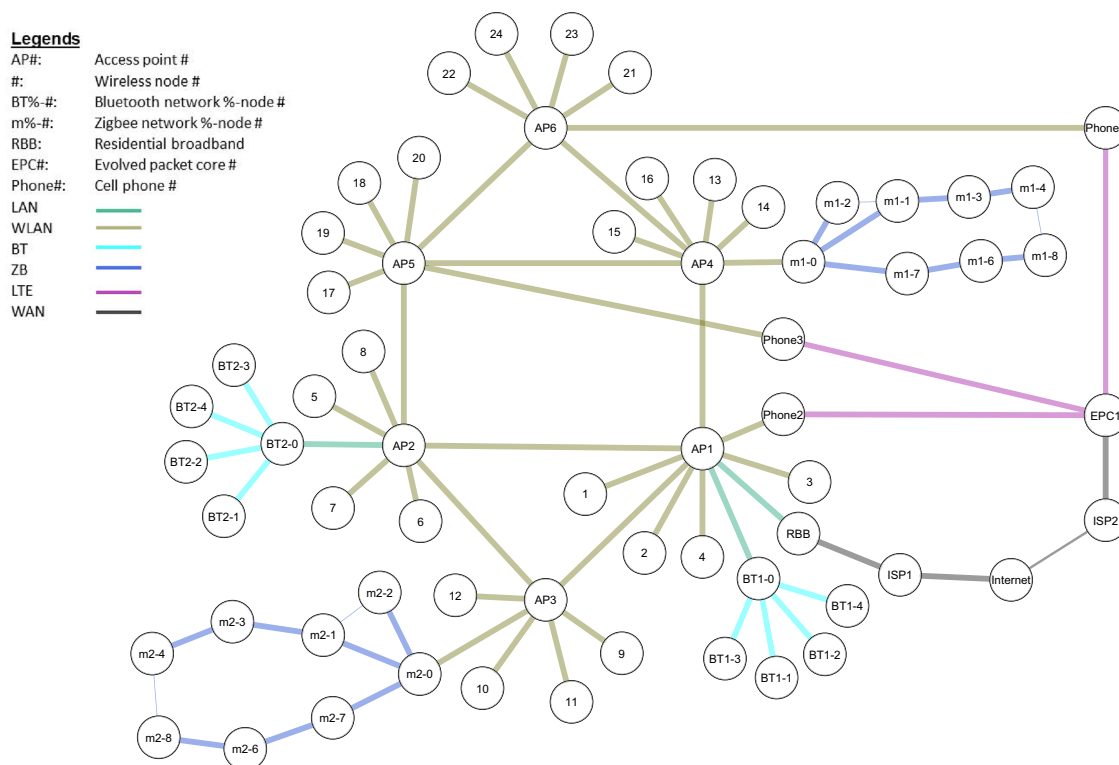 Legends
AP#: Access point #
#: Wireless node #
BT%-#: Bluetooth network %-node #
m%-#: Zigbee network %-node #
RBB: Residential broadband
EPC#: Evolved packet core #
Phone#: Cell phone #
LAN
WLAN
BT
ZB
LTE
WAN
24
23
22
21
AP6
Phone
20
18
16
13
14
19
15
17
AP5
AP4
m1-0
m1-2
m1-1
m1-3
m1-4
m1-7
m1-6
m1-8
Phone3
8
5
BT2-3
BT2-4
BT2-0
BT2-2
BT2-1
AP2
7
6
Phone2
EPC1
AP1
1
3
2
4
RBB
ISP2
ISP1
Internet
BT1-0
BT1-4
BT1-3
BT1-1
BT1-2
12
AP3
9
10
11
m2-2
m2-3
m2-1
m2-4
m2-0
m2-7
m2-8
m2-6